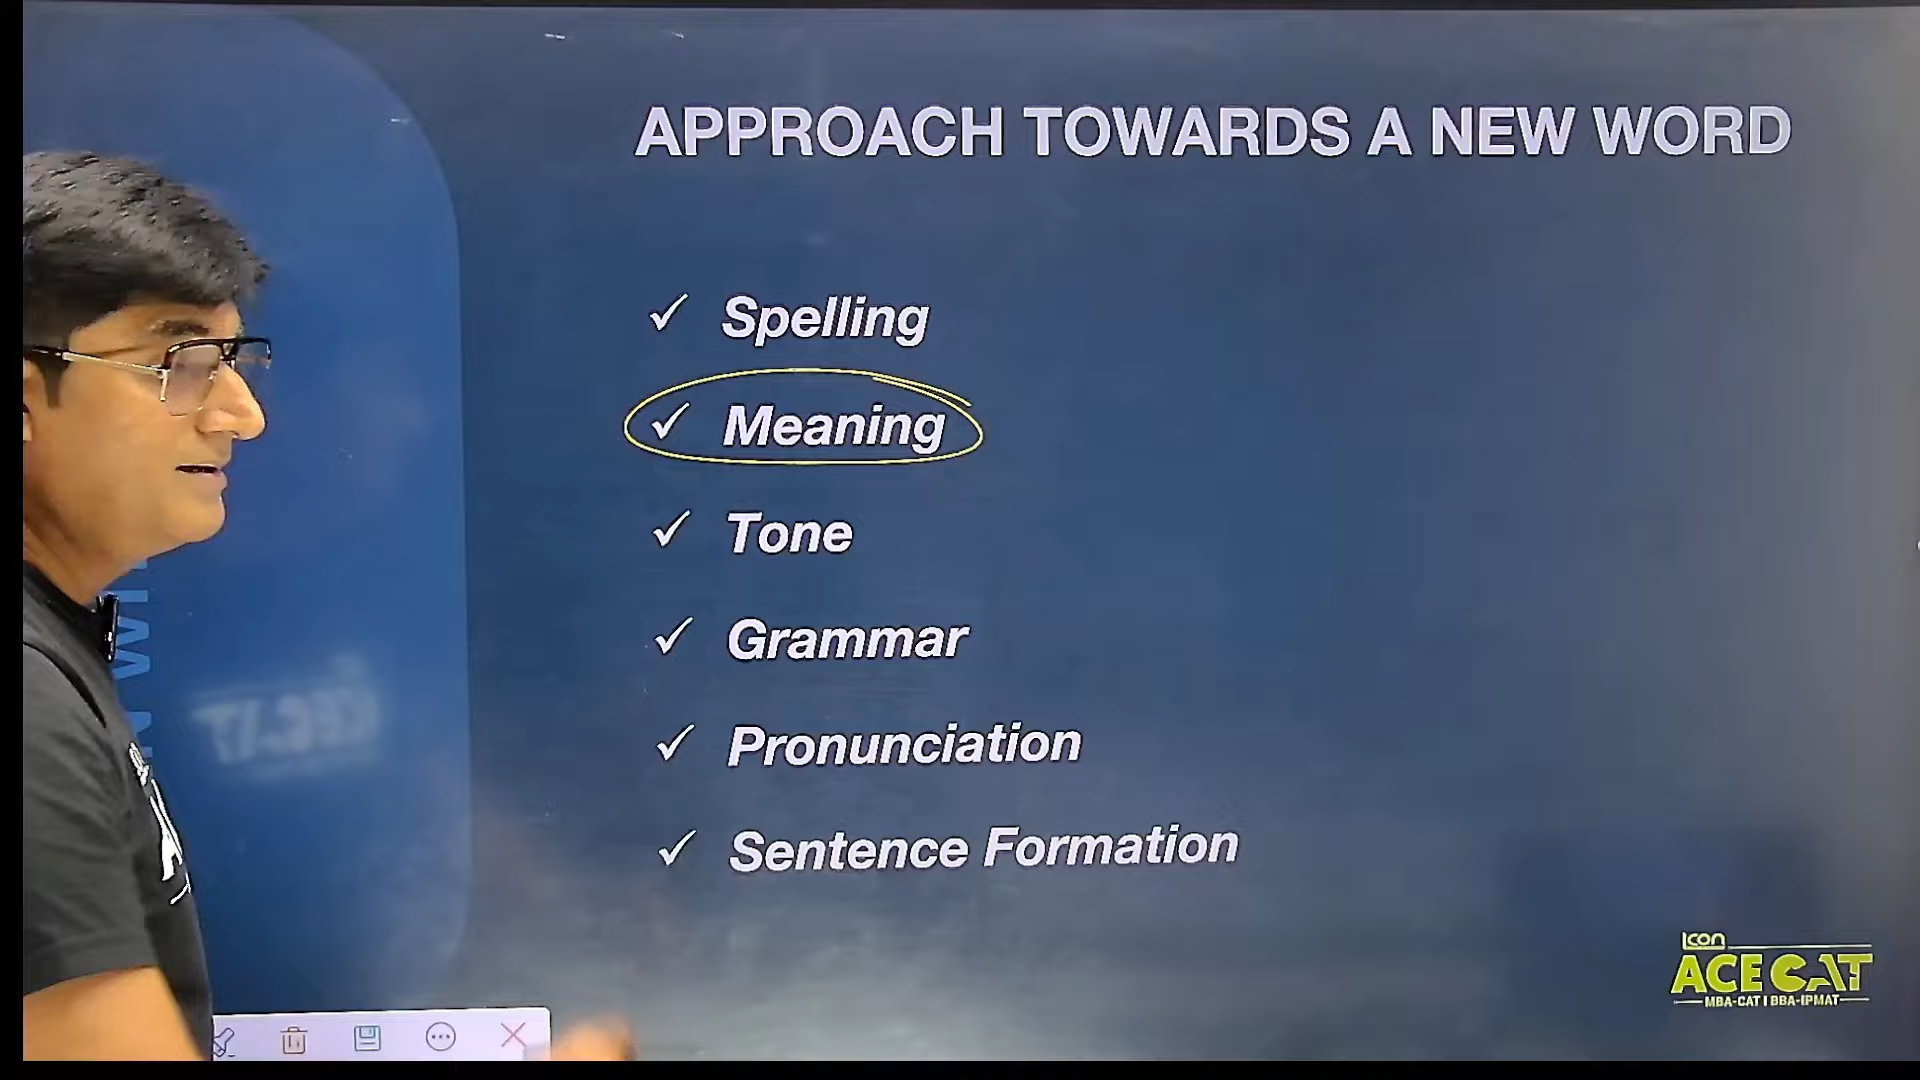 APPROACH TOWARDS A NEW WORD
✓ Spelling
✓ Meaning
✓ Tone
✓ Grammar
✓ Pronunciation
✓ Sentence Formation
Icon
ACE CAT
MBA-CAT I BBA-IPMAT